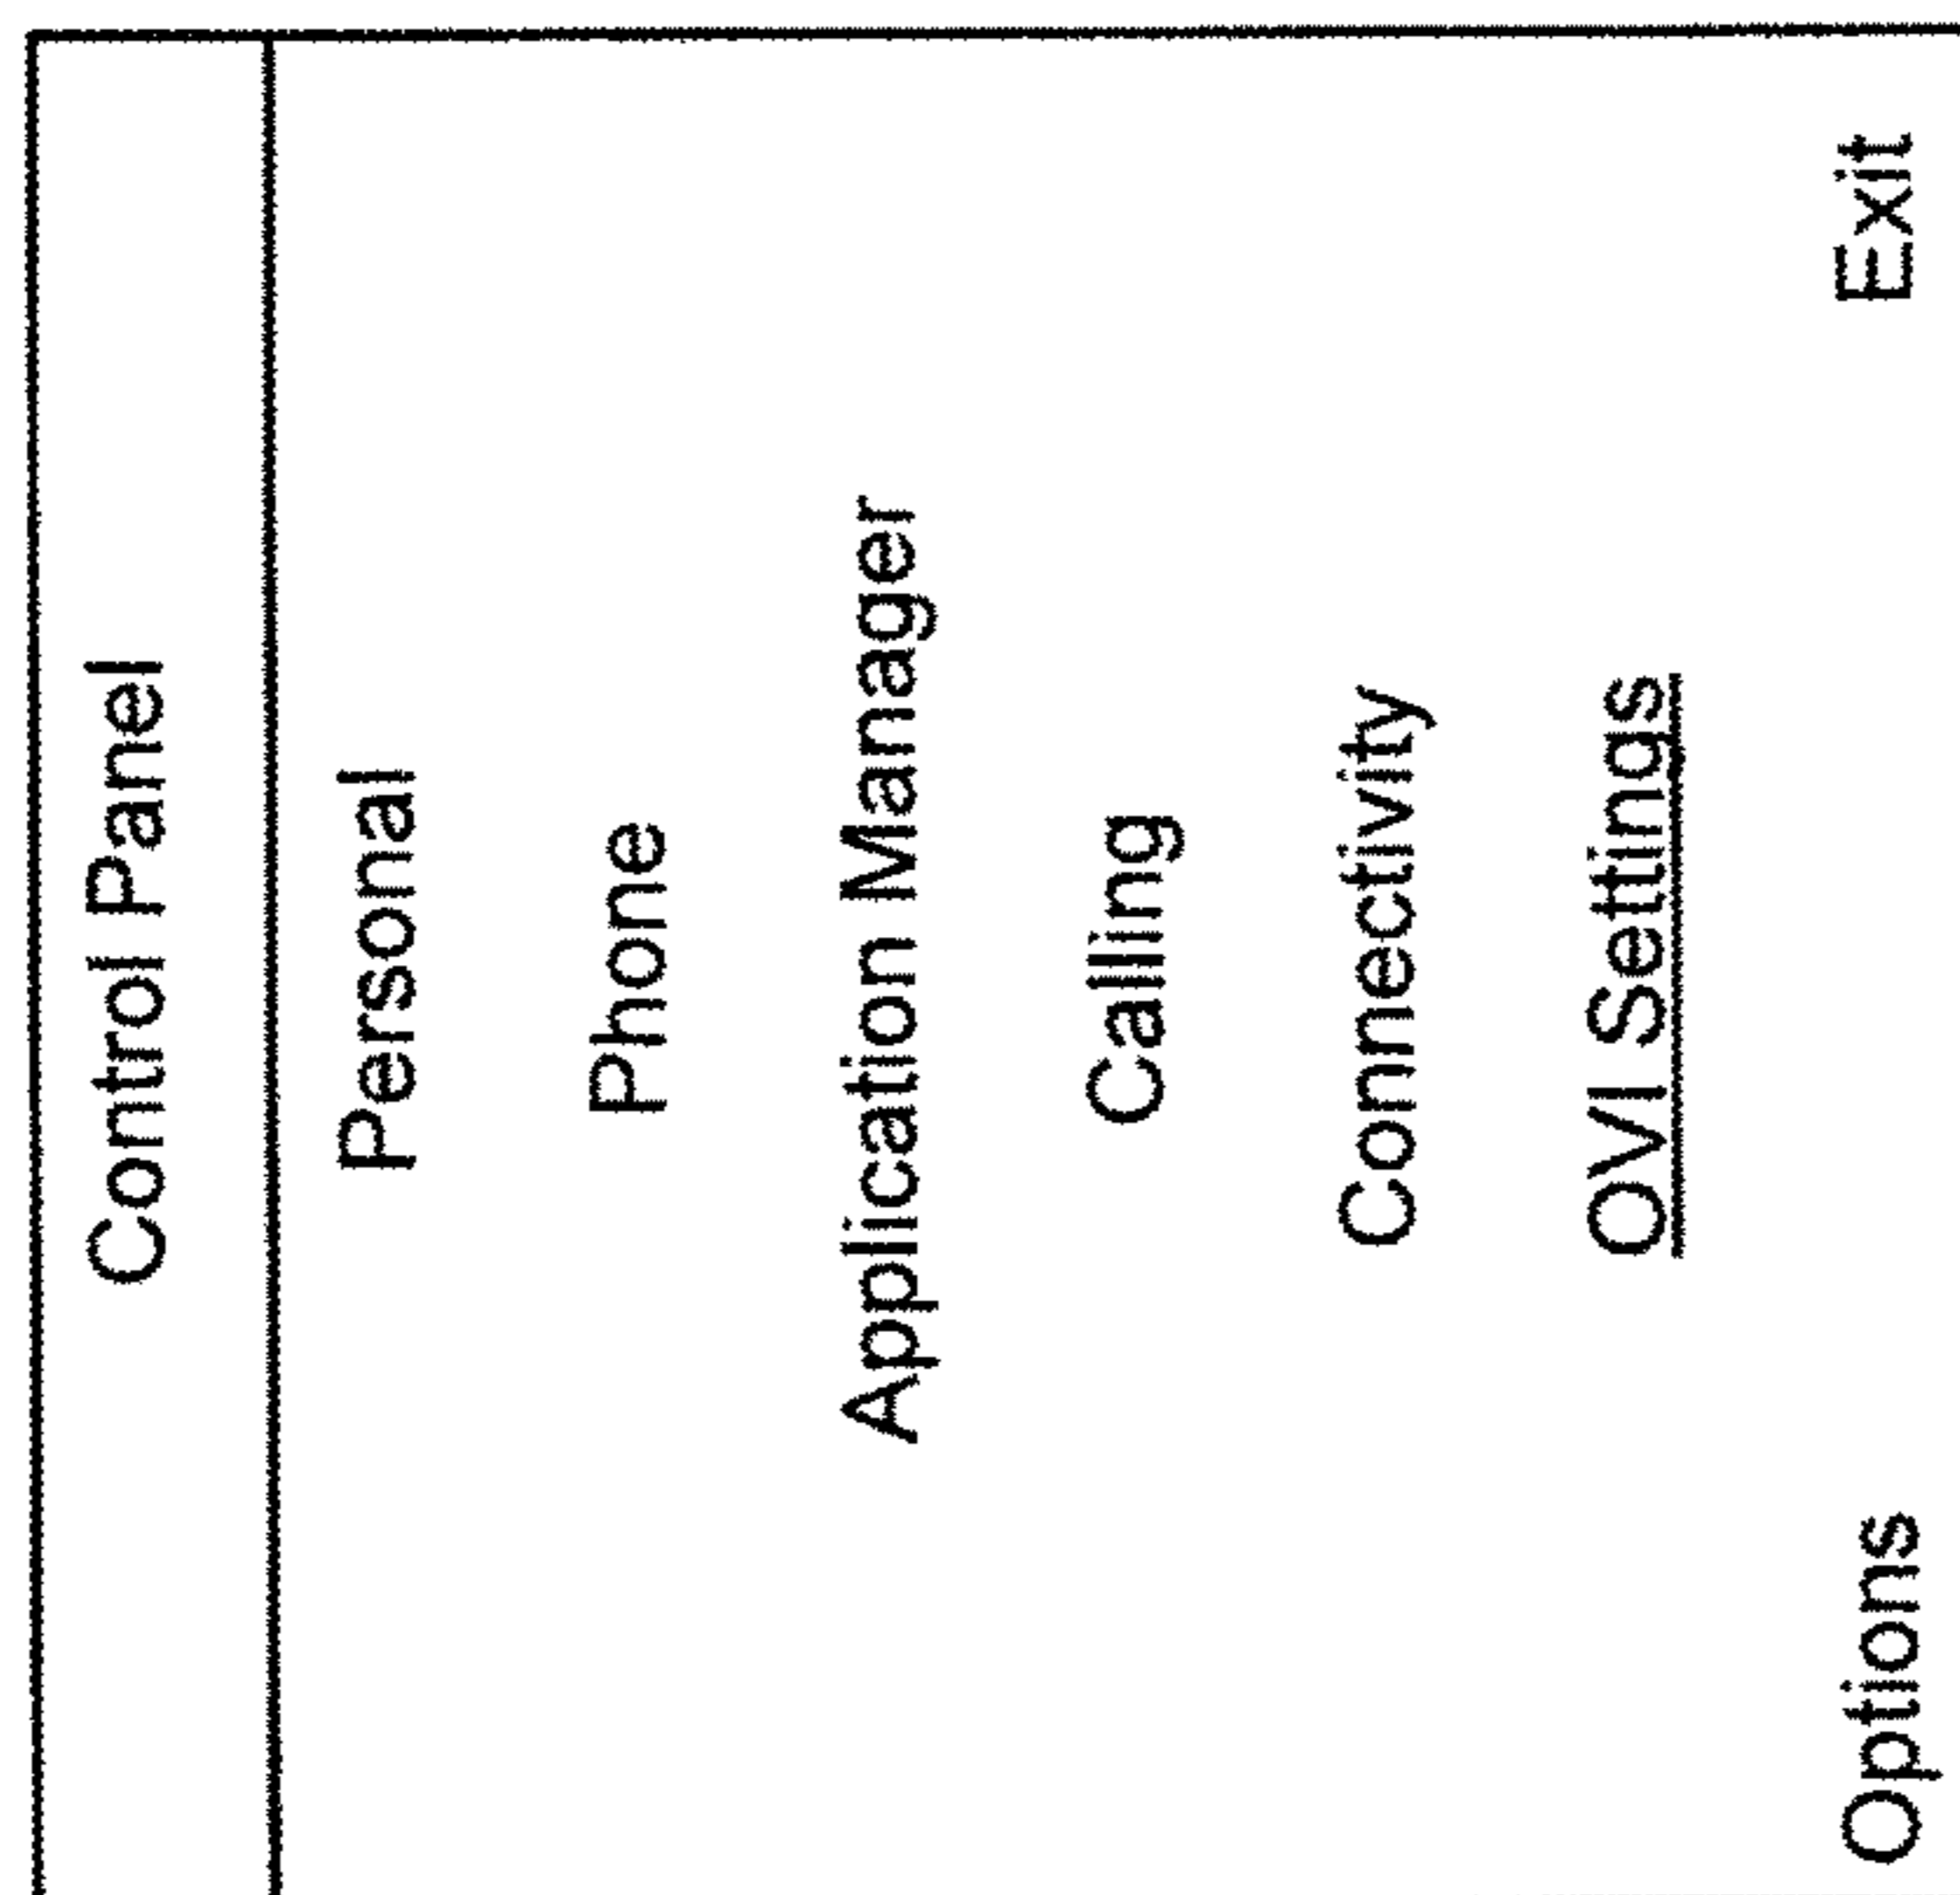 Control Panel
Personal
Phone
Application Manager
Calling
Connectivity
OVI Settings
Options Exit